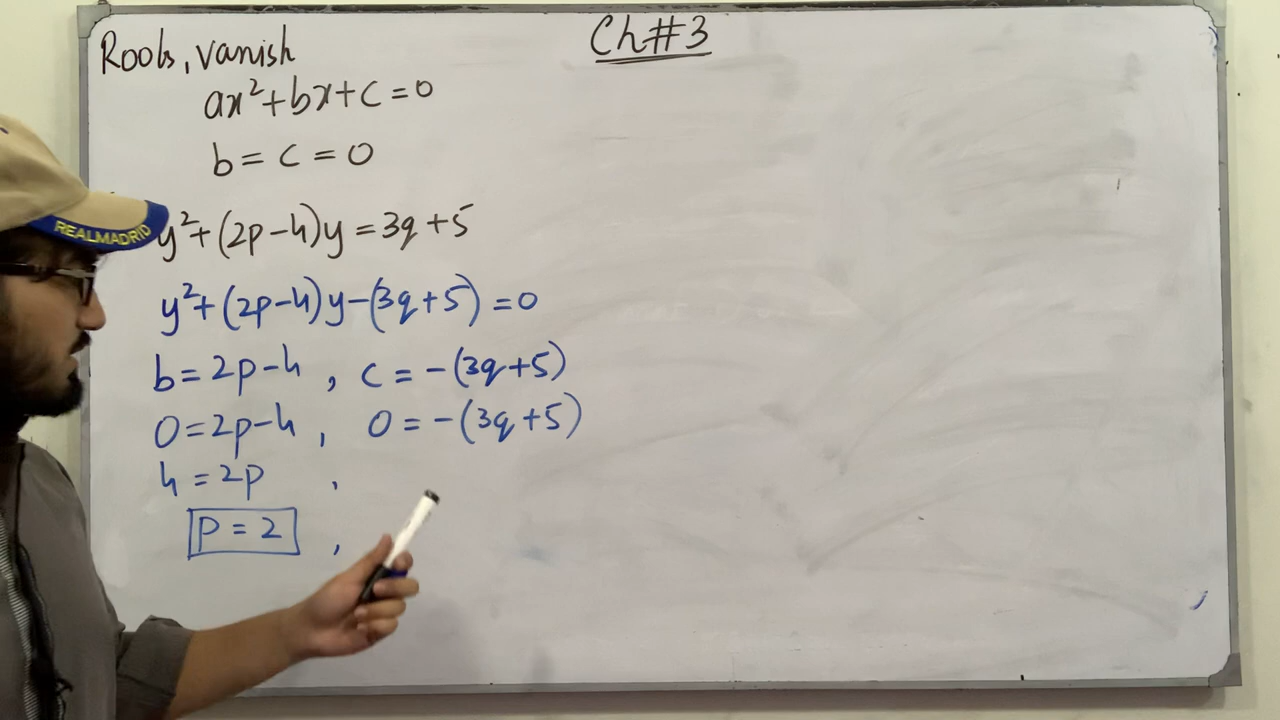 Ch#3
Roots, vanish
ax²+bx+c=0
b=c=0
y²+(2p-4)y=3q+5
y²+(2p-4)y-(3q+5)=0
b=2p-4, c=-(3q+5)
0=2p-4, 0=-(3q+5)
4=2p,
P=2,
REALMADRID